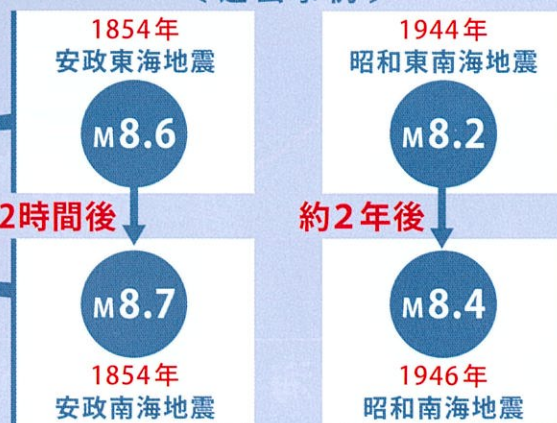 1854年
安政東海地震
M8.6
2時間後
M8.7
1854年
安政南海地震
1944年
昭和東南海地震
M8.2
約2年後
M8.4
1946年
昭和南海地震